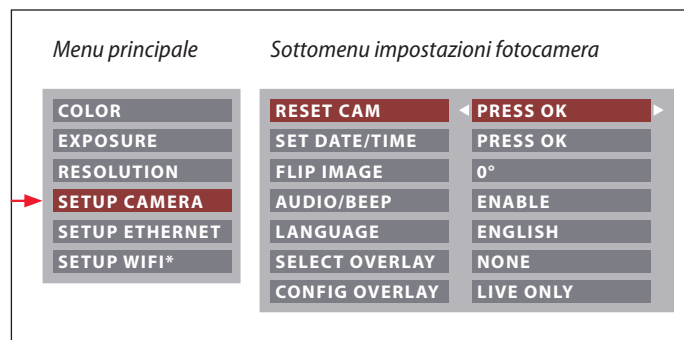 Menu principale
COLOR
EXPOSURE
RESOLUTION
SETUP CAMERA
SETUP ETHERNET
SETUP WIFI*
Sottomenu impostazioni fotocamera
RESET CAM PRESS OK
SET DATE/TIME PRESS OK
FLIP IMAGE 0°
AUDIO/BEEP ENABLE
LANGUAGE ENGLISH
SELECT OVERLAY NONE
CONFIG OVERLAY LIVE ONLY